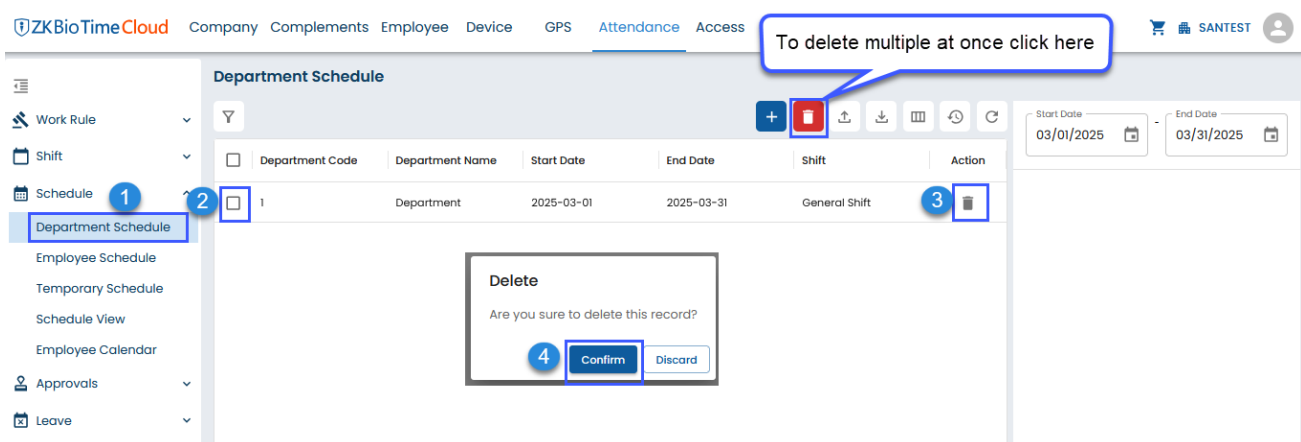 ZKBioTime Cloud Company Complements Employee Device GPS Attendance Access SANTEST
To delete multiple at once click here
Department Schedule
Work Rule
Shift
Schedule
1
Department Schedule
Employee Schedule
Temporary Schedule
Schedule View
Employee Calendar
Approvals
Leave
Department Code Department Name Start Date End Date Shift Action
2 1 Department 2025-03-01 2025-03-31 General Shift 3
Delete
Are you sure to delete this record?
4 Confirm Discard
Start Date End Date
03/01/2025 - 03/31/2025